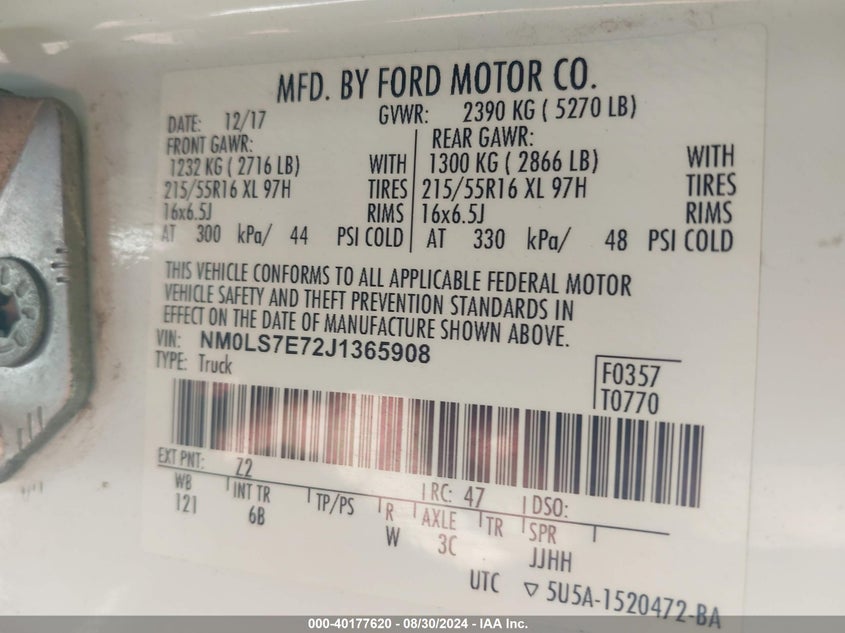 MFD. BY FORD MOTOR CO.
DATE: 12/17 GVWR: 2390 KG ( 5270 LB)
FRONT GAWR: REAR GAWR:
1232 KG ( 2716 LB) WITH 1300 KG ( 2866 LB) WITH
215/55R16 XL 97H TIRES 215/55R16 XL 97H TIRES
16x6.5J RIMS 16x6.5J RIMS
AT 300 kPa/ 44 PSI COLD AT 330 kPa/ 48 PSI COLD
THIS VEHICLE CONFORMS TO ALL APPLICABLE FEDERAL MOTOR
VEHICLE SAFETY AND THEFT PREVENTION STANDARDS IN
EFFECT ON THE DATE OF MANUFACTURE SHOWN ABOVE.
VIN: NM0LS7E72J1365908
TYPE: Truck
F0357
T0770
EXT PNT: Z2 RC: 47 DSO:
WB INT TR TP/PS R AXLE TR SPR
121 6B W 3C JJHH
UTC ▽ 5U5A-1520472-BA
000-40177620 - 08/30/2024 - IAA Inc.